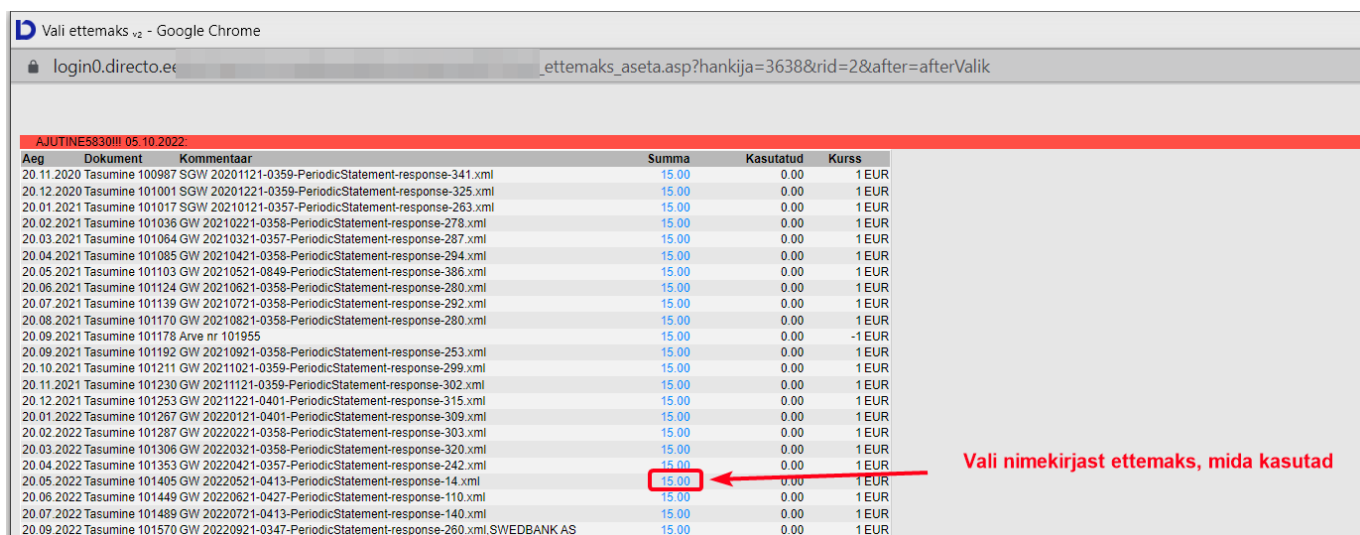 Vali ettemaks v2 - Google Chrome
login0.directo.ee _ettemaks_aseta.asp?hankija=3638&rid=2&after=afterValik
AJUTINE5830!!! 05.10.2022:
Aeg Dokument Kommentaar Summa Kasutatud Kurss
20.11.2020 Tasumine 100987 SGW 20201121-0359-PeriodicStatement-response-341.xml 15.00 0.00 1 EUR
20.12.2020 Tasumine 101001 SGW 20201221-0359-PeriodicStatement-response-325.xml 15.00 0.00 1 EUR
20.01.2021 Tasumine 101017 SGW 20210121-0357-PeriodicStatement-response-263.xml 15.00 0.00 1 EUR
20.02.2021 Tasumine 101036 GW 20210221-0358-PeriodicStatement-response-278.xml 15.00 0.00 1 EUR
20.03.2021 Tasumine 101064 GW 20210321-0357-PeriodicStatement-response-287.xml 15.00 0.00 1 EUR
20.04.2021 Tasumine 101085 GW 20210421-0358-PeriodicStatement-response-294.xml 15.00 0.00 1 EUR
20.05.2021 Tasumine 101103 GW 20210521-0849-PeriodicStatement-response-386.xml 15.00 0.00 1 EUR
20.06.2021 Tasumine 101124 GW 20210621-0358-PeriodicStatement-response-280.xml 15.00 0.00 1 EUR
20.07.2021 Tasumine 101139 GW 20210721-0358-PeriodicStatement-response-292.xml 15.00 0.00 1 EUR
20.08.2021 Tasumine 101170 GW 20210821-0358-PeriodicStatement-response-280.xml 15.00 0.00 1 EUR
20.09.2021 Tasumine 101178 Arve nr 101955 15.00 0.00 -1 EUR
20.09.2021 Tasumine 101192 GW 20210921-0358-PeriodicStatement-response-253.xml 15.00 0.00 1 EUR
20.10.2021 Tasumine 101211 GW 20211021-0359-PeriodicStatement-response-299.xml 15.00 0.00 1 EUR
20.11.2021 Tasumine 101230 GW 20211121-0359-PeriodicStatement-response-302.xml 15.00 0.00 1 EUR
20.12.2021 Tasumine 101253 GW 20211221-0401-PeriodicStatement-response-315.xml 15.00 0.00 1 EUR
20.01.2022 Tasumine 101267 GW 20220121-0401-PeriodicStatement-response-309.xml 15.00 0.00 1 EUR
20.02.2022 Tasumine 101287 GW 20220221-0358-PeriodicStatement-response-303.xml 15.00 0.00 1 EUR
20.03.2022 Tasumine 101306 GW 20220321-0358-PeriodicStatement-response-320.xml 15.00 0.00 1 EUR
20.04.2022 Tasumine 101353 GW 20220421-0357-PeriodicStatement-response-242.xml 15.00 0.00 1 EUR
Vali nimekirjast ettemaks, mida kasutad
20.05.2022 Tasumine 101405 GW 20220521-0413-PeriodicStatement-response-14.xml 15.00 0.00 1 EUR
20.06.2022 Tasumine 101449 GW 20220621-0427-PeriodicStatement-response-110.xml 15.00 0.00 1 EUR
20.07.2022 Tasumine 101489 GW 20220721-0413-PeriodicStatement-response-140.xml 15.00 0.00 1 EUR
20.09.2022 Tasumine 101570 GW 20220921-0347-PeriodicStatement-response-260.xml,SWEDBANK AS 15.00 0.00 1 EUR